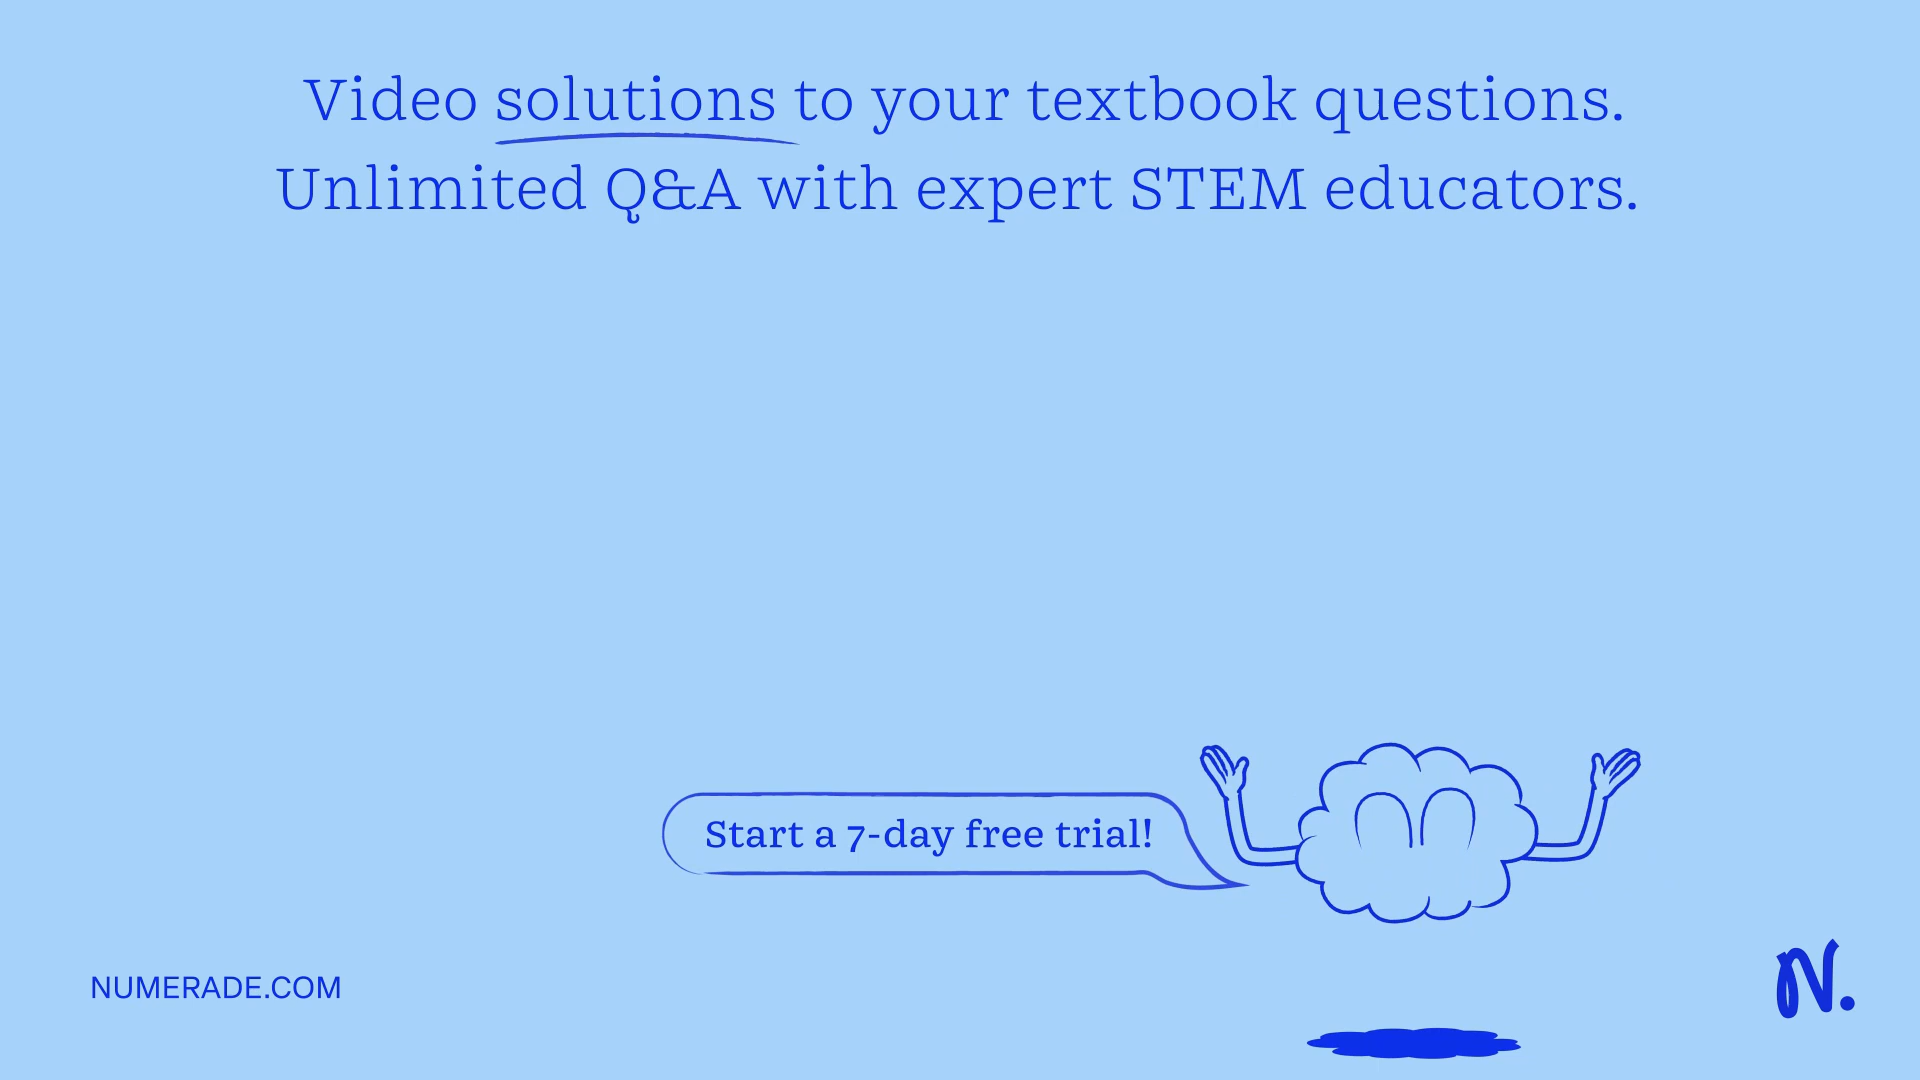 Video solutions to your textbook questions.
Unlimited Q&A with expert STEM educators.
Start a 7-day free trial!
NUMERADE.COM
N.